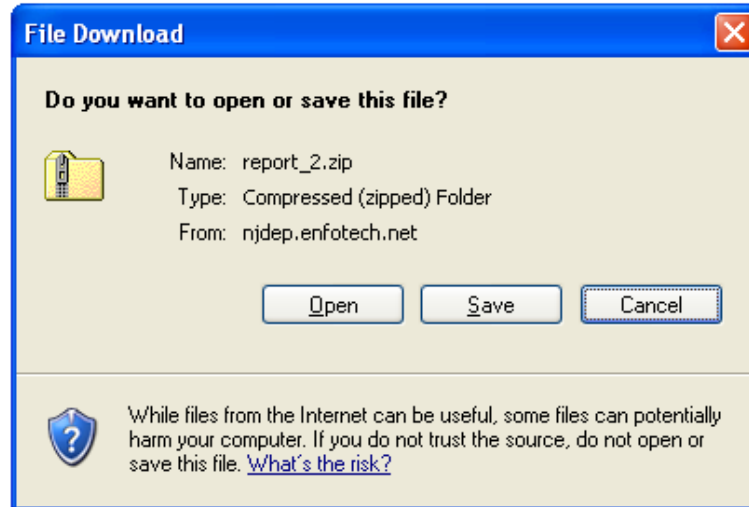 File Download
Do you want to open or save this file?
Name: report_2.zip
Type: Compressed (zipped) Folder
From: njdep.enfotech.net
Open Save Cancel
While files from the Internet can be useful, some files can potentially
harm your computer. If you do not trust the source, do not open or
save this file. What's the risk?